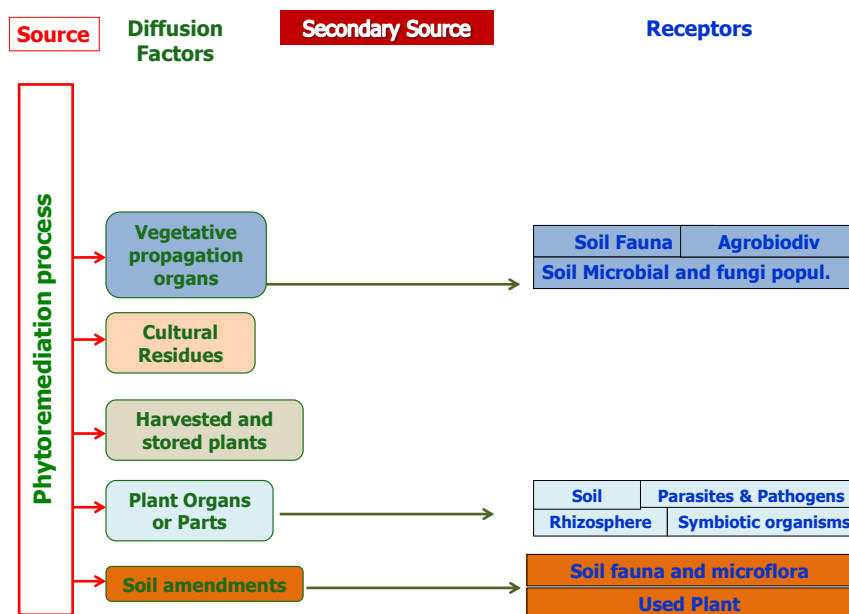 Source
Diffusion
Factors
Secondary Source
Receptors
Phytoremediation process
Vegetative
propagation
organs
Soil Fauna
Agrobiodiv
Soil Microbial and fungi popul.
Cultural
Residues
Harvested and
stored plants
Plant Organs
or Parts
Soil
Parasites & Pathogens
Rhizosphere
Symbiotic organisms
Soil amendments
Soil fauna and microflora
Used Plant